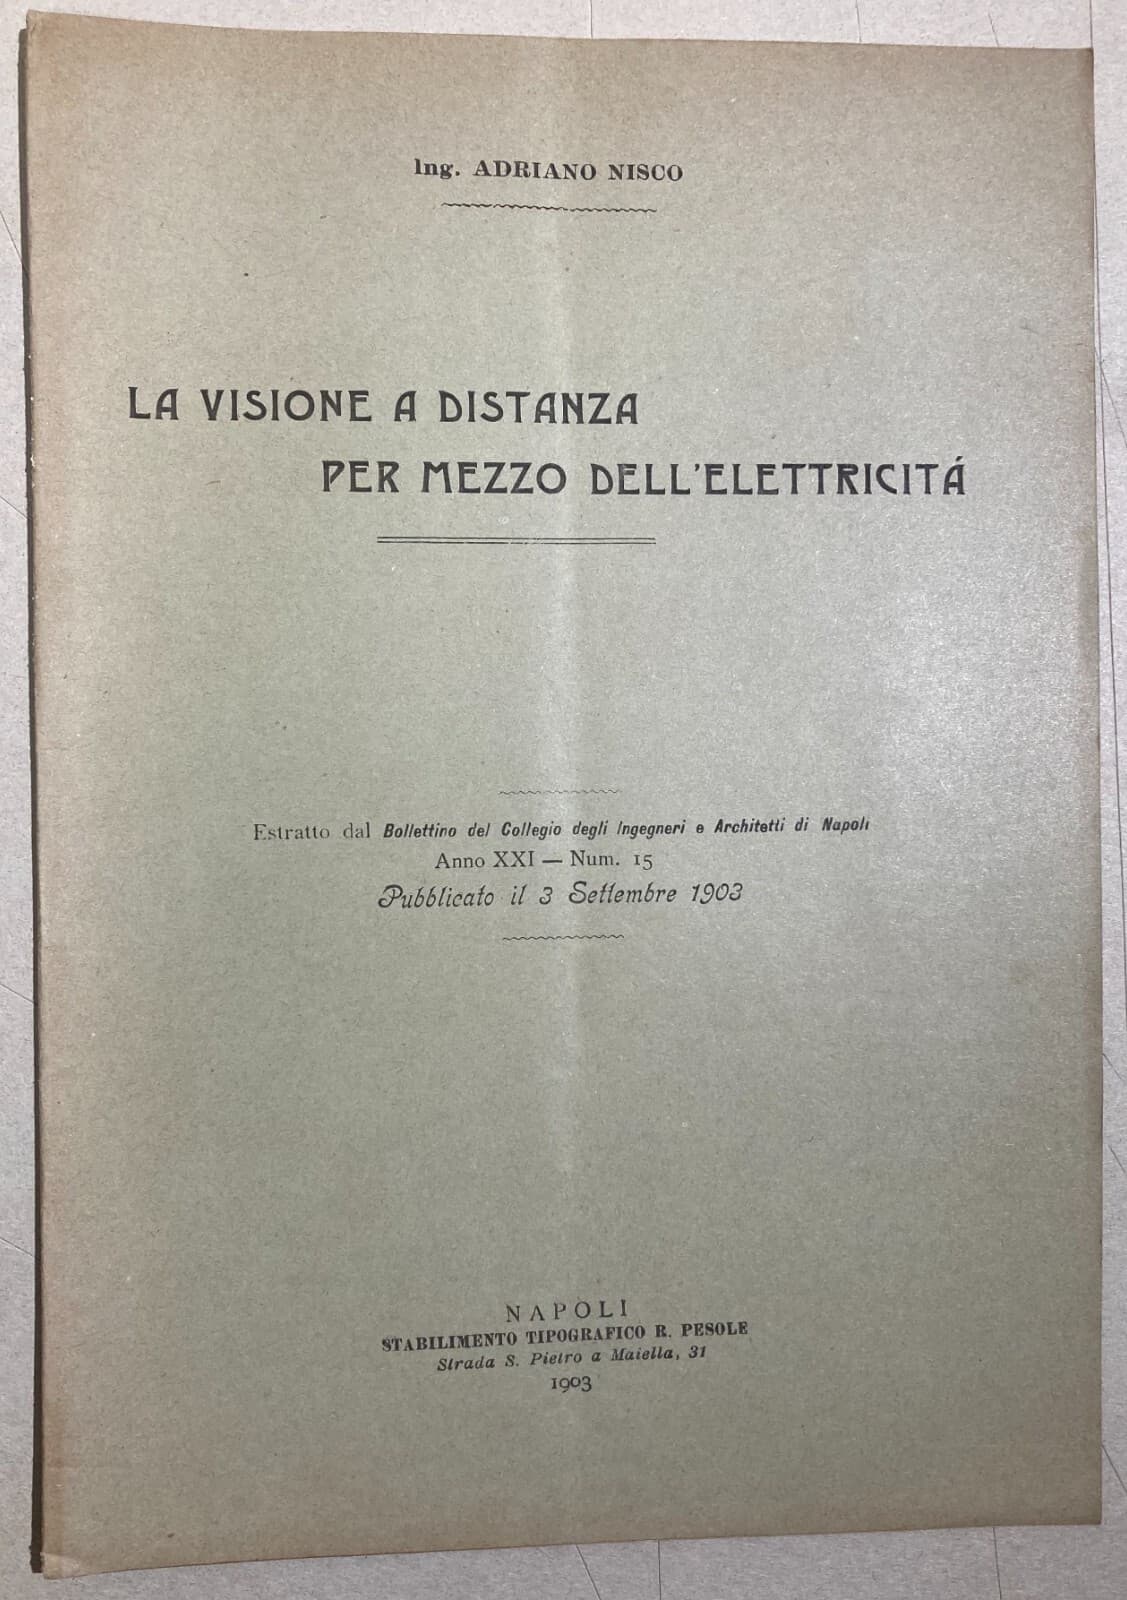 Ing. ADRIANO NISCO
LA VISIONE A DISTANZA
PER MEZZO DELL'ELETTRICITÁ
Estratto dal Bollettino del Collegio degli Ingegneri e Architetti di Napoli
Anno XXI — Num. 15
Pubblicato il 3 Settembre 1903
NAPOLI
STABILIMENTO TIPOGRAFICO R. PESOLE
Strada S. Pietro a Maiella, 31
1903